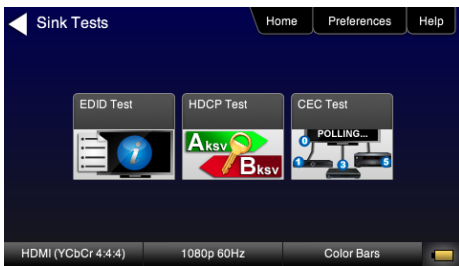 Sink Tests
Home
Preferences
Help
EDID Test
HDCP Test
CEC Test
i
Aksv
Bksv
POLLING...
0
1
3
5
HDMI (YCbCr 4:4:4)
1080p 60Hz
Color Bars